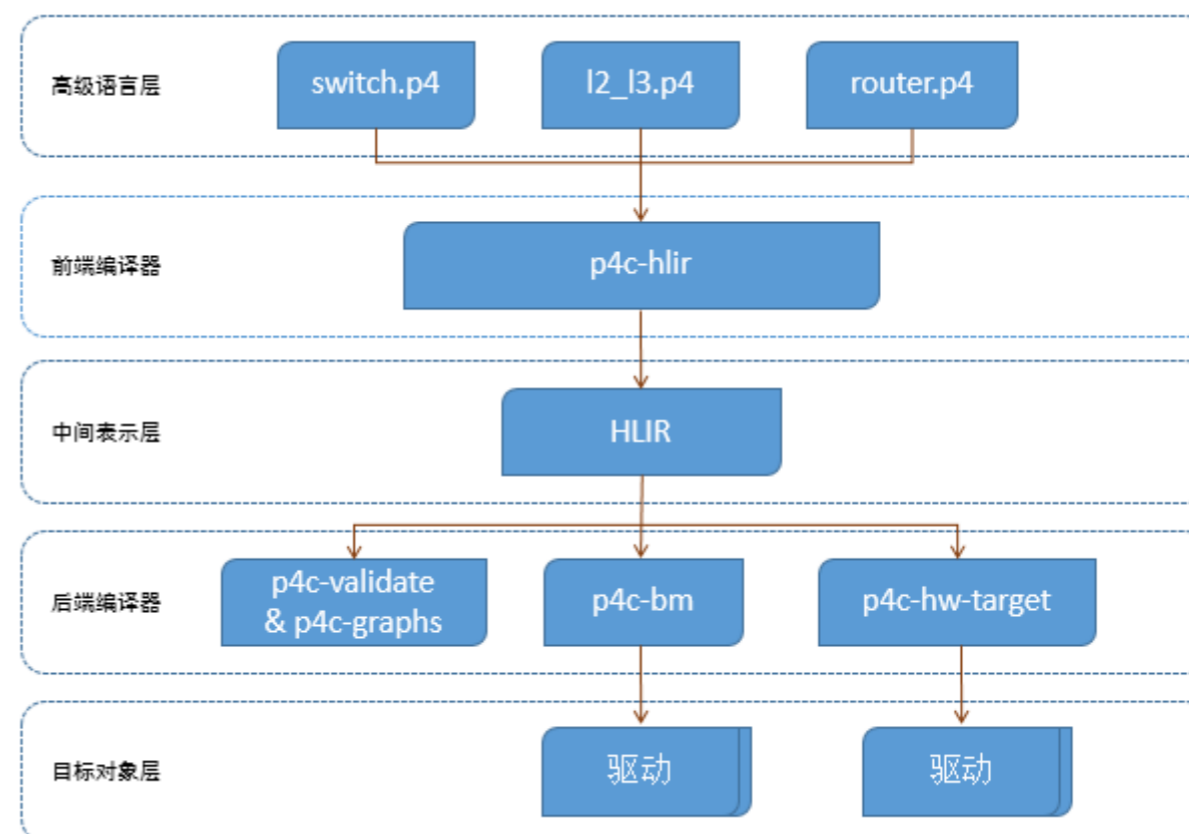 高级语言层
switch.p4
l2_l3.p4
router.p4
前端编译器
p4c-hlir
中间表示层
HLIR
后端编译器
p4c-validate
& p4c-graphs
p4c-bm
p4c-hw-target
目标对象层
驱动
驱动